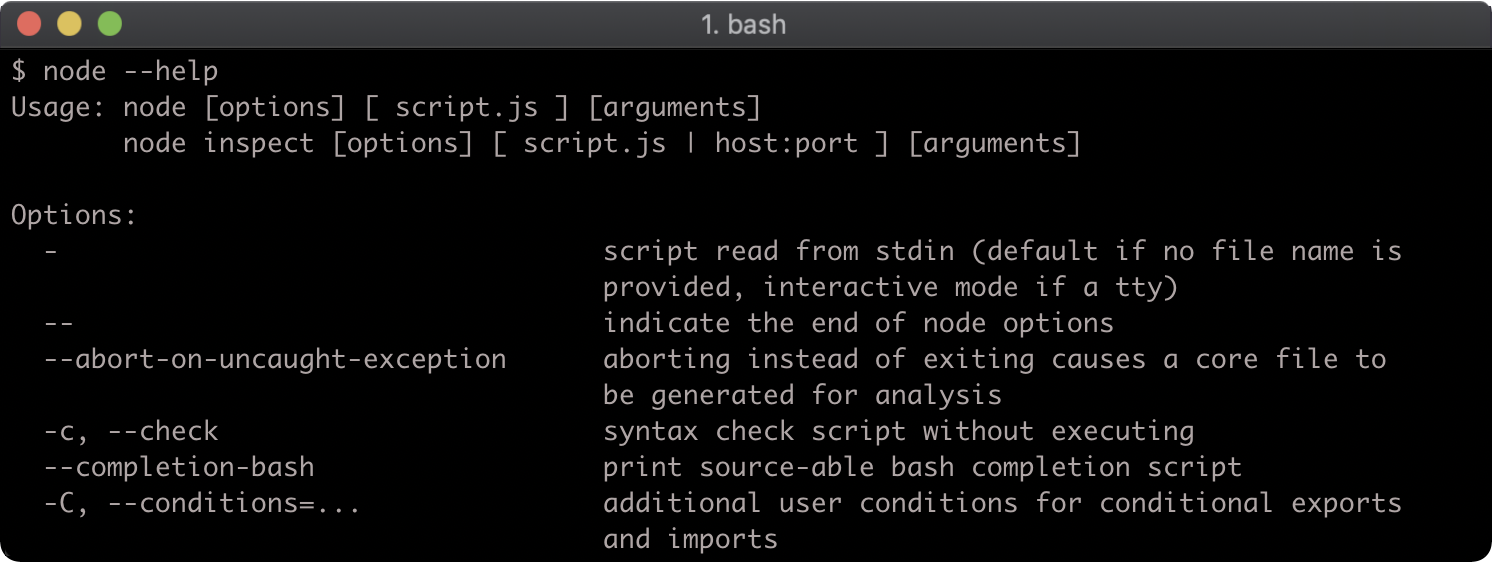 1. bash
$ node --help
Usage: node [options] [ script.js ] [arguments]
       node inspect [options] [ script.js | host:port ] [arguments]

Options:
  -                                  script read from stdin (default if no file name is
                                     provided, interactive mode if a tty)
  --                                 indicate the end of node options
  --abort-on-uncaught-exception      aborting instead of exiting causes a core file to
                                     be generated for analysis
  -c, --check                        syntax check script without executing
  --completion-bash                  print source-able bash completion script
  -C, --conditions=...               additional user conditions for conditional exports
                                     and imports